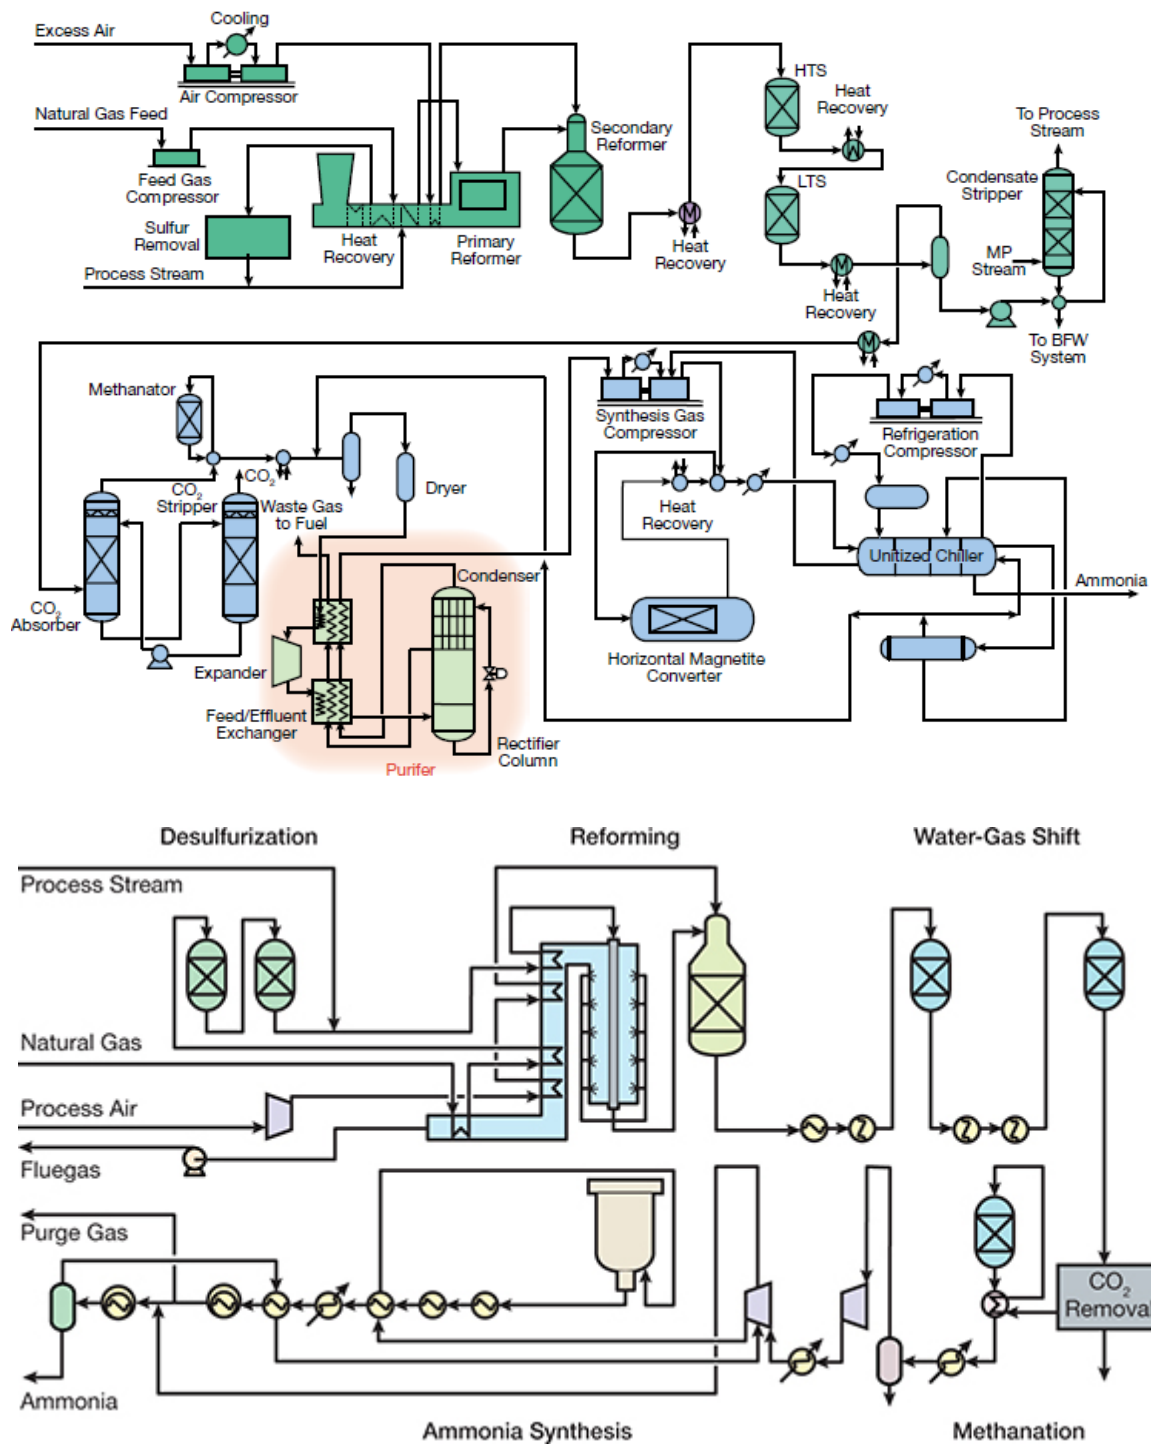 Cooling
Excess Air
Air Compressor
Natural Gas Feed
Feed Gas
Compressor
Sulfur
Removal
Process Stream
Heat
Recovery
Primary
Reformer
Secondary
Reformer
Heat
Recovery
HTS
Heat
Recovery
LTS
Heat
Recovery
To Process
Stream
Condensate
Stripper
MP
Stream
To BFW
System
Methanator
CO2
CO2
Stripper
Waste Gas
to Fuel
Dryer
CO2
Absorber
Expander
Feed/Effluent
Exchanger
Condenser
Rectifier
Column
Purifer
Synthesis Gas
Compressor
Heat
Recovery
Horizontal Magnetite
Converter
Refrigeration
Compressor
Unitized Chiller
Ammonia
Desulfurization
Reforming
Water-Gas Shift
Process Stream
Natural Gas
Process Air
Fluegas
Purge Gas
CO2
Removal
Ammonia
Ammonia Synthesis
Methanation